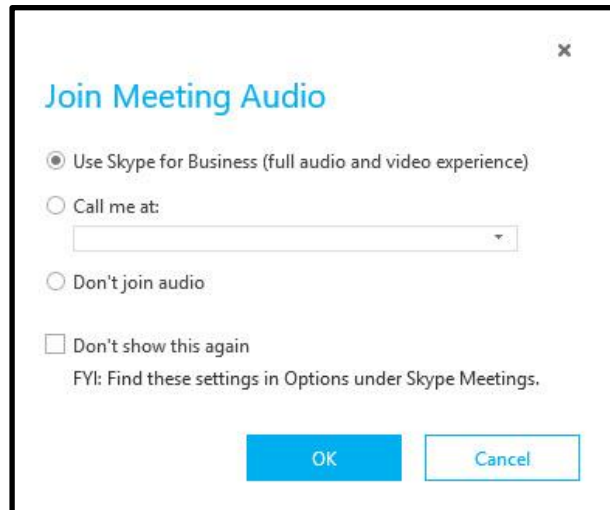 Join Meeting Audio
Use Skype for Business (full audio and video experience)
Call me at:
Don't join audio
Don't show this again
FYI: Find these settings in Options under Skype Meetings.
OK
Cancel